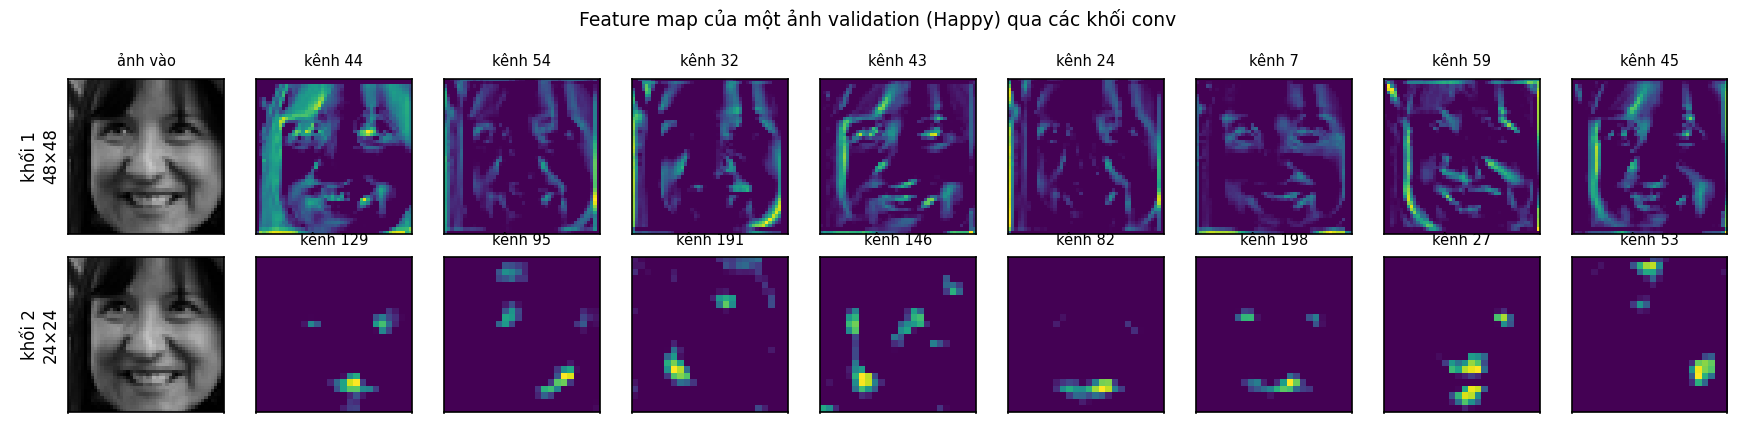 Feature map của một ảnh validation (Happy) qua các khối conv
ảnh vào kênh 44 kênh 54 kênh 32 kênh 43 kênh 24 kênh 7 kênh 59 kênh 45
khối 1
48×48
kênh 129 kênh 95 kênh 191 kênh 146 kênh 82 kênh 198 kênh 27 kênh 53
khối 2
24×24